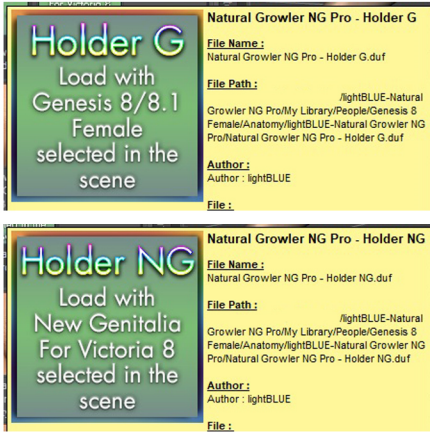 Holder G
Load with
Genesis 8/8.1
Female
selected in the
scene
Natural Growler NG Pro - Holder G
File Name :
Natural Growler NG Pro - Holder G.duf
File Path :
/lightBLUE-Natural
Growler NG Pro/My Library/People/Genesis 8
Female/Anatomy/lightBLUE-Natural Growler NG
Pro/Natural Growler NG Pro - Holder G.duf
Author :
Author : lightBLUE
File :
Holder NG
Load with
New Genitalia
For Victoria 8
selected in the
scene
Natural Growler NG Pro - Holder NG
File Name :
Natural Growler NG Pro - Holder NG.duf
File Path :
/lightBLUE-Natural
Growler NG Pro/My Library/People/Genesis 8
Female/Anatomy/lightBLUE-Natural Growler NG
Pro/Natural Growler NG Pro - Holder NG.duf
Author :
Author : lightBLUE
File :